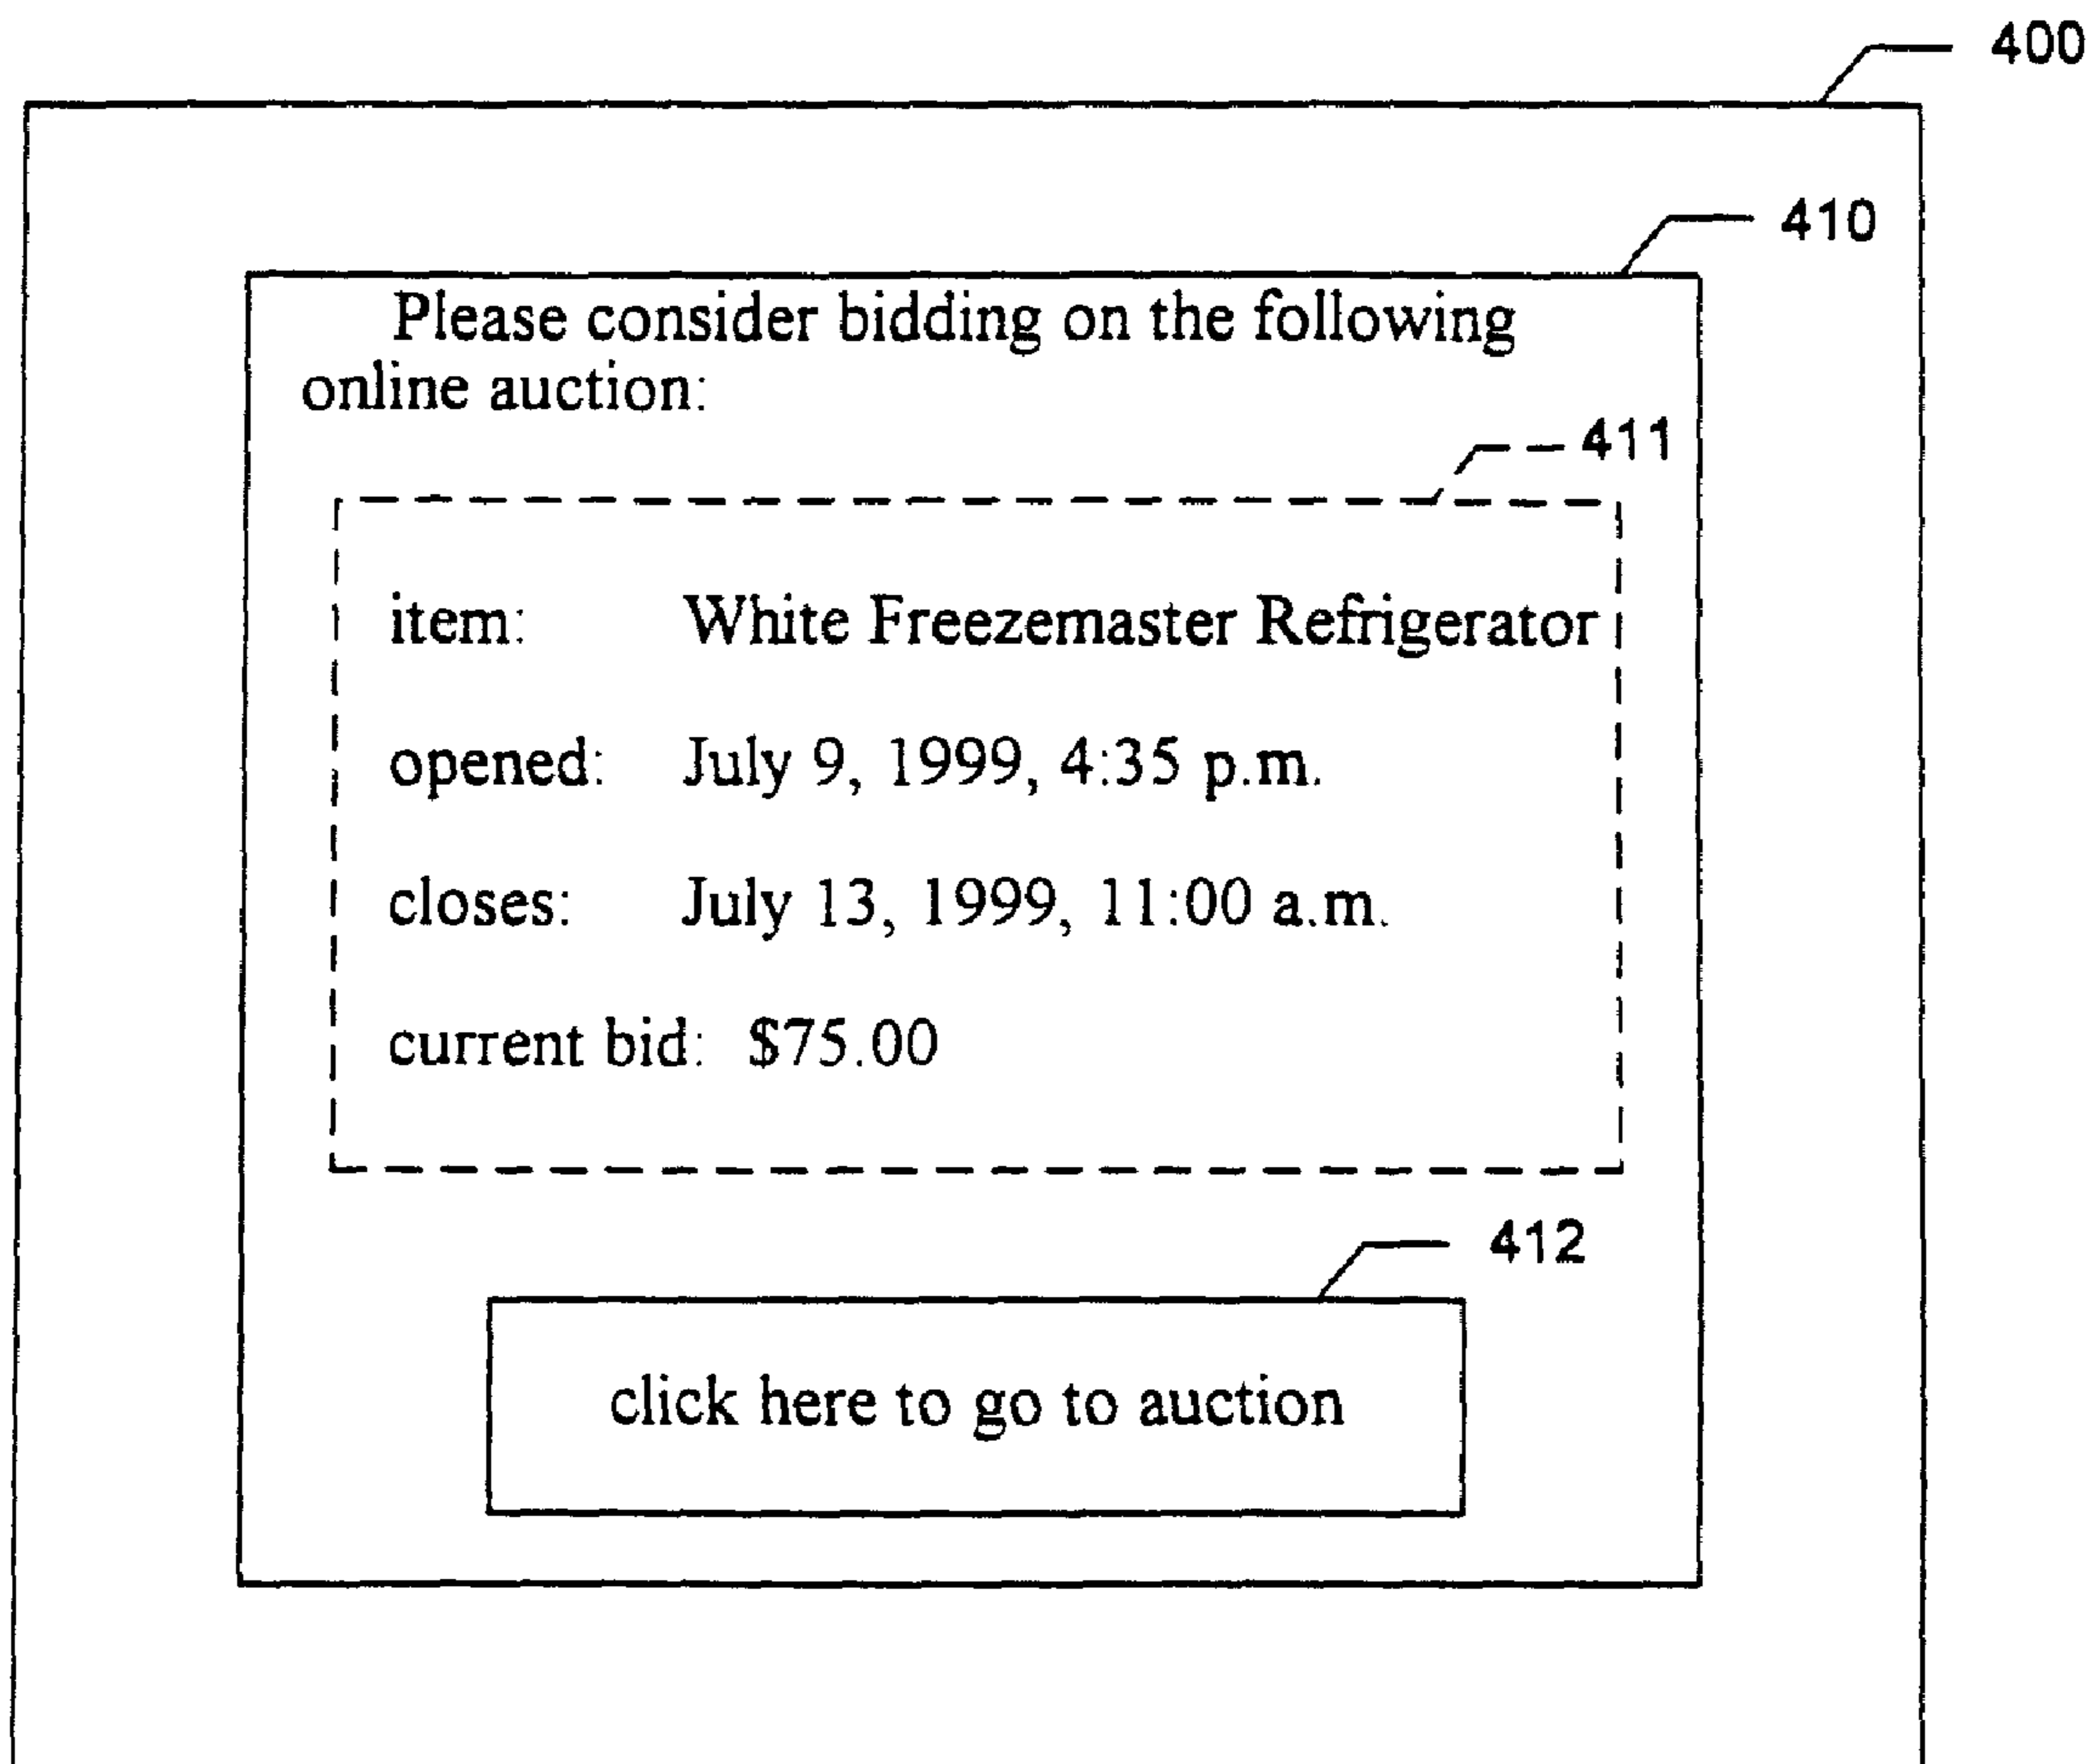 400
410
Please consider bidding on the following
online auction:
411
item: White Freezemaster Refrigerator
opened: July 9, 1999, 4:35 p.m.
closes: July 13, 1999, 11:00 a.m.
current bid: $75.00
412
click here to go to auction